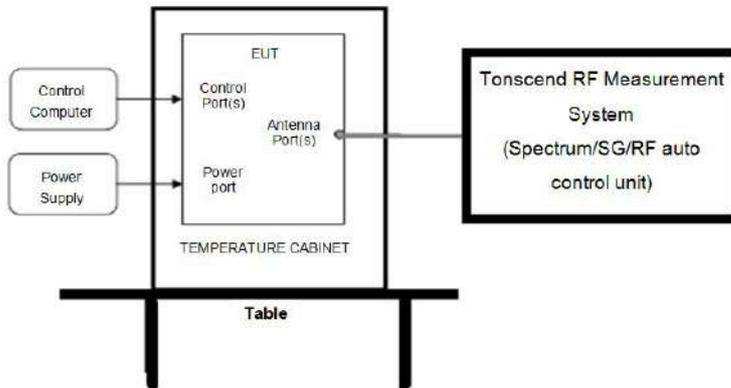 EUT
Control
Computer
Control
Port(s)
Antenna
Port(s)
Power
Supply
Power
port
TEMPERATURE CABINET
Table
Tonscend RF Measurement
System
(Spectrum/SG/RF auto
control unit)